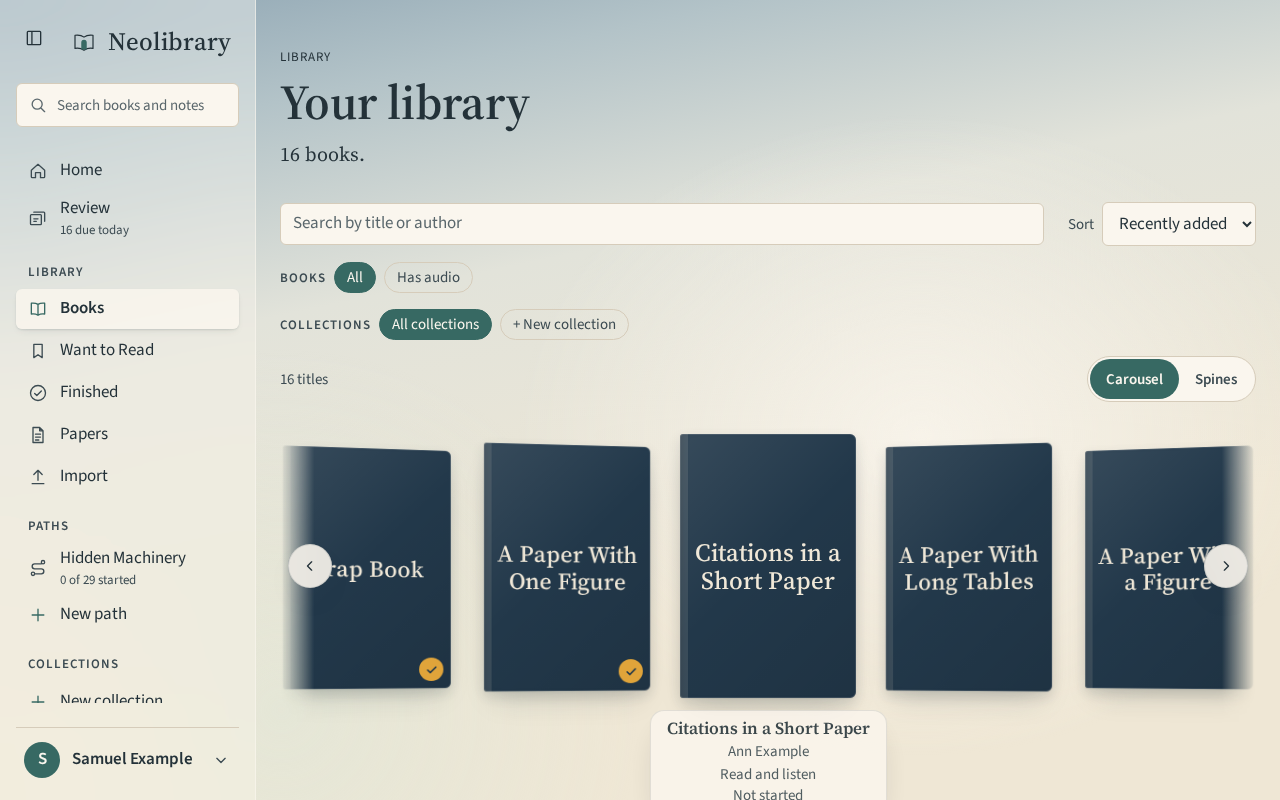 Neolibrary
Search books and notes
Home
Review
16 due today
LIBRARY
Books
Want to Read
Finished
Papers
Import
PATHS
Hidden Machinery
0 of 29 started
New path
COLLECTIONS
New collection
S
Samuel Example
LIBRARY
Your library
16 books.
Search by title or author
Sort
Recently added
BOOKS
All
Has audio
COLLECTIONS
All collections
+ New collection
16 titles
Carousel
Spines
Book
A Paper With
One Figure
Citations in a
Short Paper
A Paper With
Long Tables
A Paper
a Figure
Citations in a Short Paper
Ann Example
Read and listen
Not started